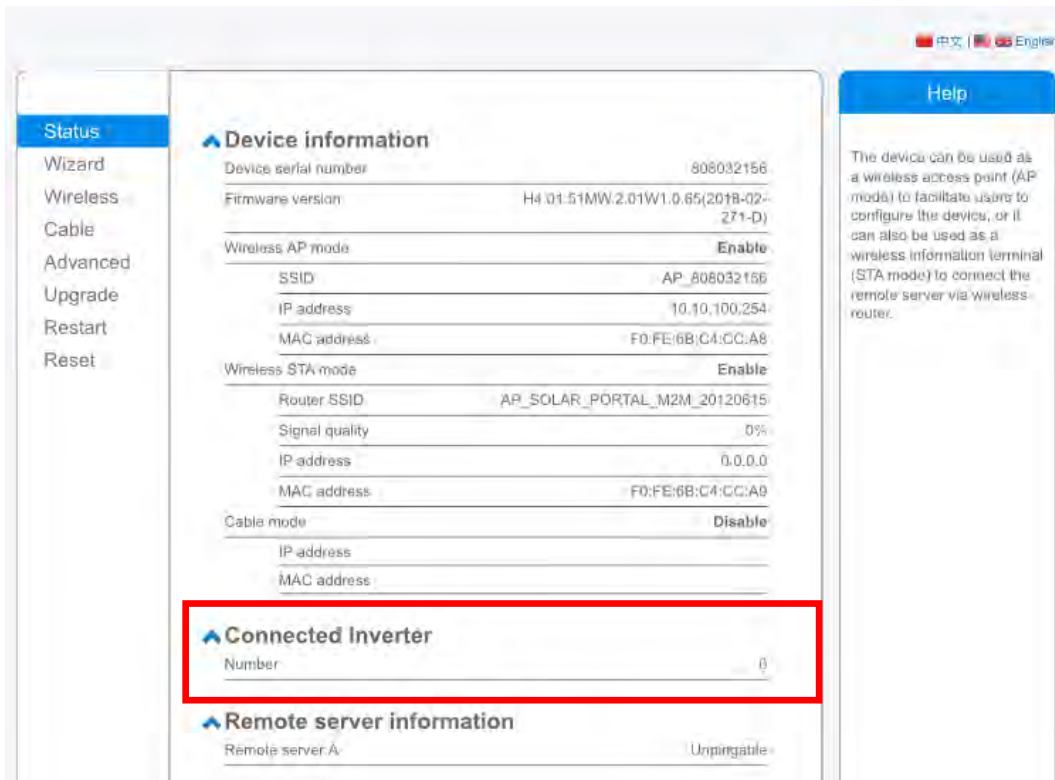 中文 | English
Help
Status
Wizard
Wireless
Cable
Advanced
Upgrade
Restart
Reset
Device information
Device serial number 808032156
Firmware version H4.01.51MW.2.01W1.0.65(2018-02-
271-D)
Wireless AP mode Enable
SSID AP_808032156
IP address 10.10.100.254
MAC address F0:FE:6B:C4:CC:A8
Wireless STA mode Enable
Router SSID AP_SOLAR_PORTAL_M2M_20120615
Signal quality 0%
IP address 0.0.0.0
MAC address F0:FE:6B:C4:CC:A9
Cable mode Disable
IP address
MAC address
Connected Inverter
Number 0
Remote server information
Remote server A Unpingable
The device can be used as
a wireless access point (AP
mode) to facilitate users to
configure the device, or it
can also be used as a
wireless information terminal
(STA mode) to connect the
remote server via wireless
router.